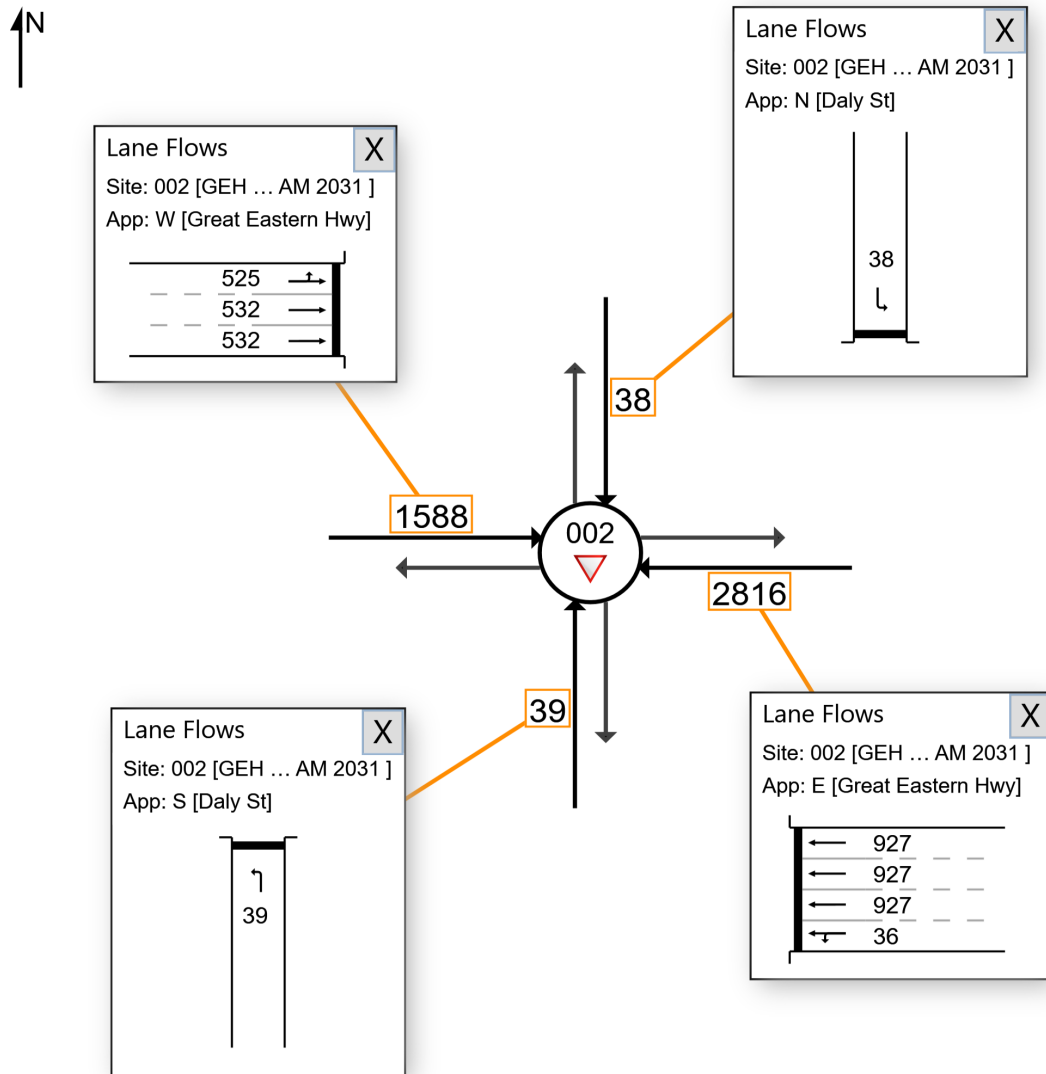 N
Lane Flows
X
Site: 002 [GEH ... AM 2031 ]
App: N [Daly St]
38
Lane Flows
X
Site: 002 [GEH ... AM 2031 ]
App: W [Great Eastern Hwy]
525
532
532
38
1588
002
2816
39
Lane Flows
X
Site: 002 [GEH ... AM 2031 ]
App: S [Daly St]
39
Lane Flows
X
Site: 002 [GEH ... AM 2031 ]
App: E [Great Eastern Hwy]
927
927
927
36